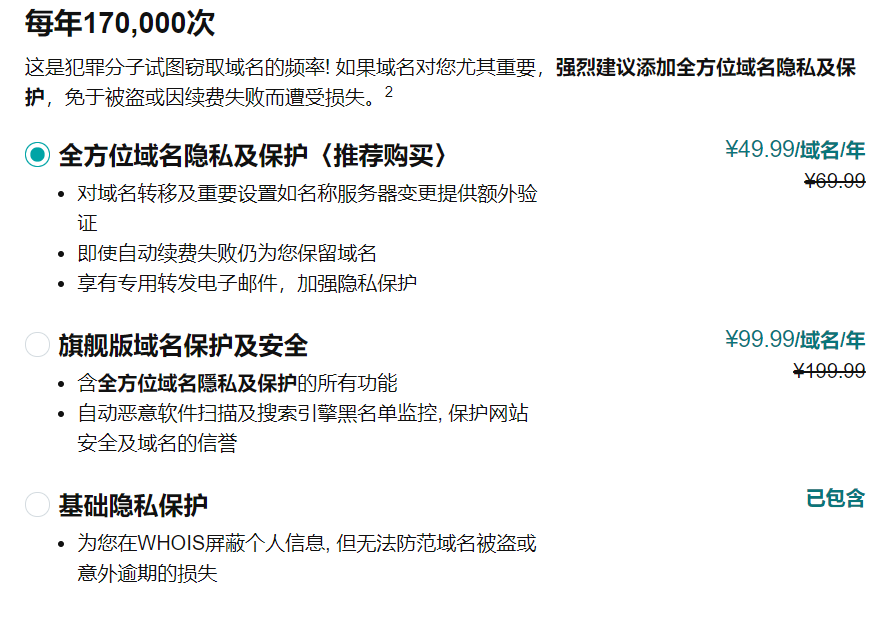 每年170,000次
这是犯罪分子试图窃取域名的频率! 如果域名对您尤其重要，强烈建议添加全方位域名隐私及保
护，免于被盗或因续费失败而遭受损失。2
全方位域名隐私及保护〈推荐购买〉
¥49.99/域名/年
¥69.99
• 对域名转移及重要设置如名称服务器变更提供额外验
证
• 即使自动续费失败仍为您保留域名
• 享有专用转发电子邮件，加强隐私保护
旗舰版域名保护及安全
¥99.99/域名/年
¥199.99
• 含全方位域名隱私及保护的所有功能
• 自动恶意软件扫描及搜索引擎黑名单监控, 保护网站
安全及域名的信誉
基础隐私保护
已包含
• 为您在WHOIS屏蔽个人信息, 但无法防范域名被盗或
意外逾期的损失